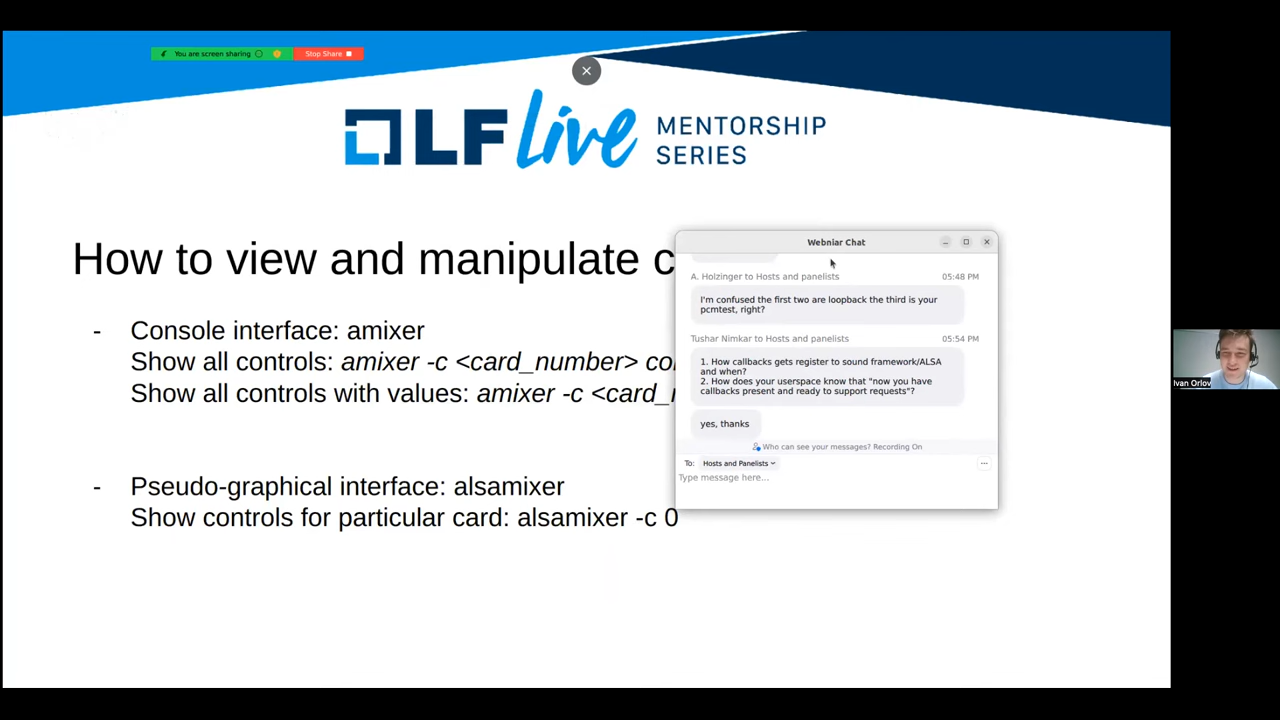 You are screen sharing
Stop Share
LF live MENTORSHIP
SERIES
How to view and manipulate c
- Console interface: amixer
Show all controls: amixer -c <card_number> co
Show all controls with values: amixer -c <card_
- Pseudo-graphical interface: alsamixer
Show controls for particular card: alsamixer -c 0
Webniar Chat
A. Holzinger to Hosts and panelists 05:48 PM
I'm confused the first two are loopback the third is your
pcmtest, right?
Tushar Nimkar to Hosts and panelists 05:54 PM
1. How callbacks gets register to sound framework/ALSA
and when?
2. How does your userspace know that "now you have
callbacks present and ready to support requests"?
yes, thanks
Who can see your messages? Recording On
To: Hosts and Panelists
Type message here...
Ivan Orlov